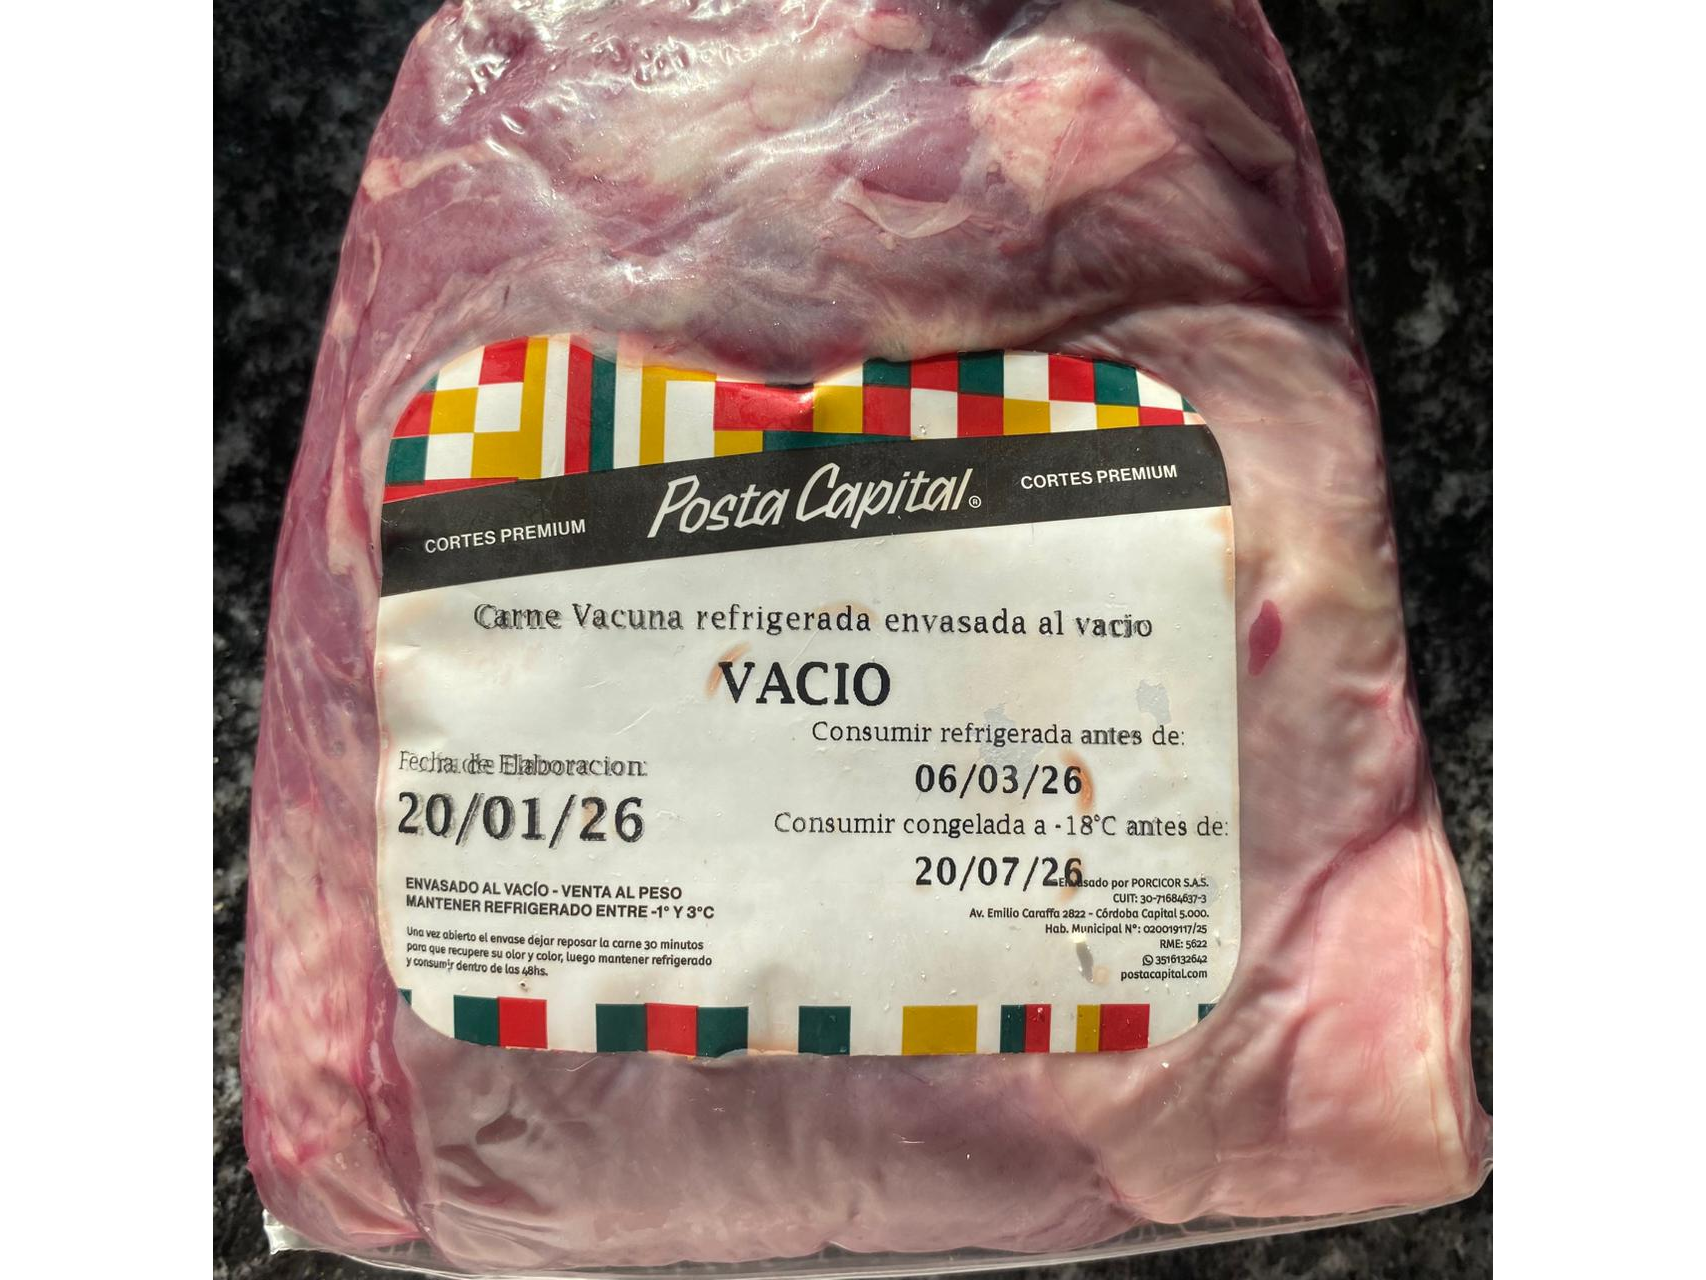 Posta Capital®
CORTES PREMIUM
CORTES PREMIUM
Carne Vacuna refrigerada envasada al vacio
VACIO
Consumir refrigerada antes de:
06/03/26
Fecha de Elaboracion:
20/01/26
Consumir congelada a -18°C antes de:
20/07/26
ENVASADO AL VACÍO - VENTA AL PESO
MANTENER REFRIGERADO ENTRE -1° Y 3°C
Una vez abierto el envase dejar reposar la carne 30 minutos
para que recupere su olor y color, luego mantener refrigerado
y consumir dentro de las 48hs.
Envasado por PORCICOR S.A.S.
CUIT: 30-71684637-3
Av. Emilio Caraffa 2822 - Córdoba Capital 5.000.
Hab. Municipal N°: 020019117/25
RME: 5622
3516132642
postacapital.com